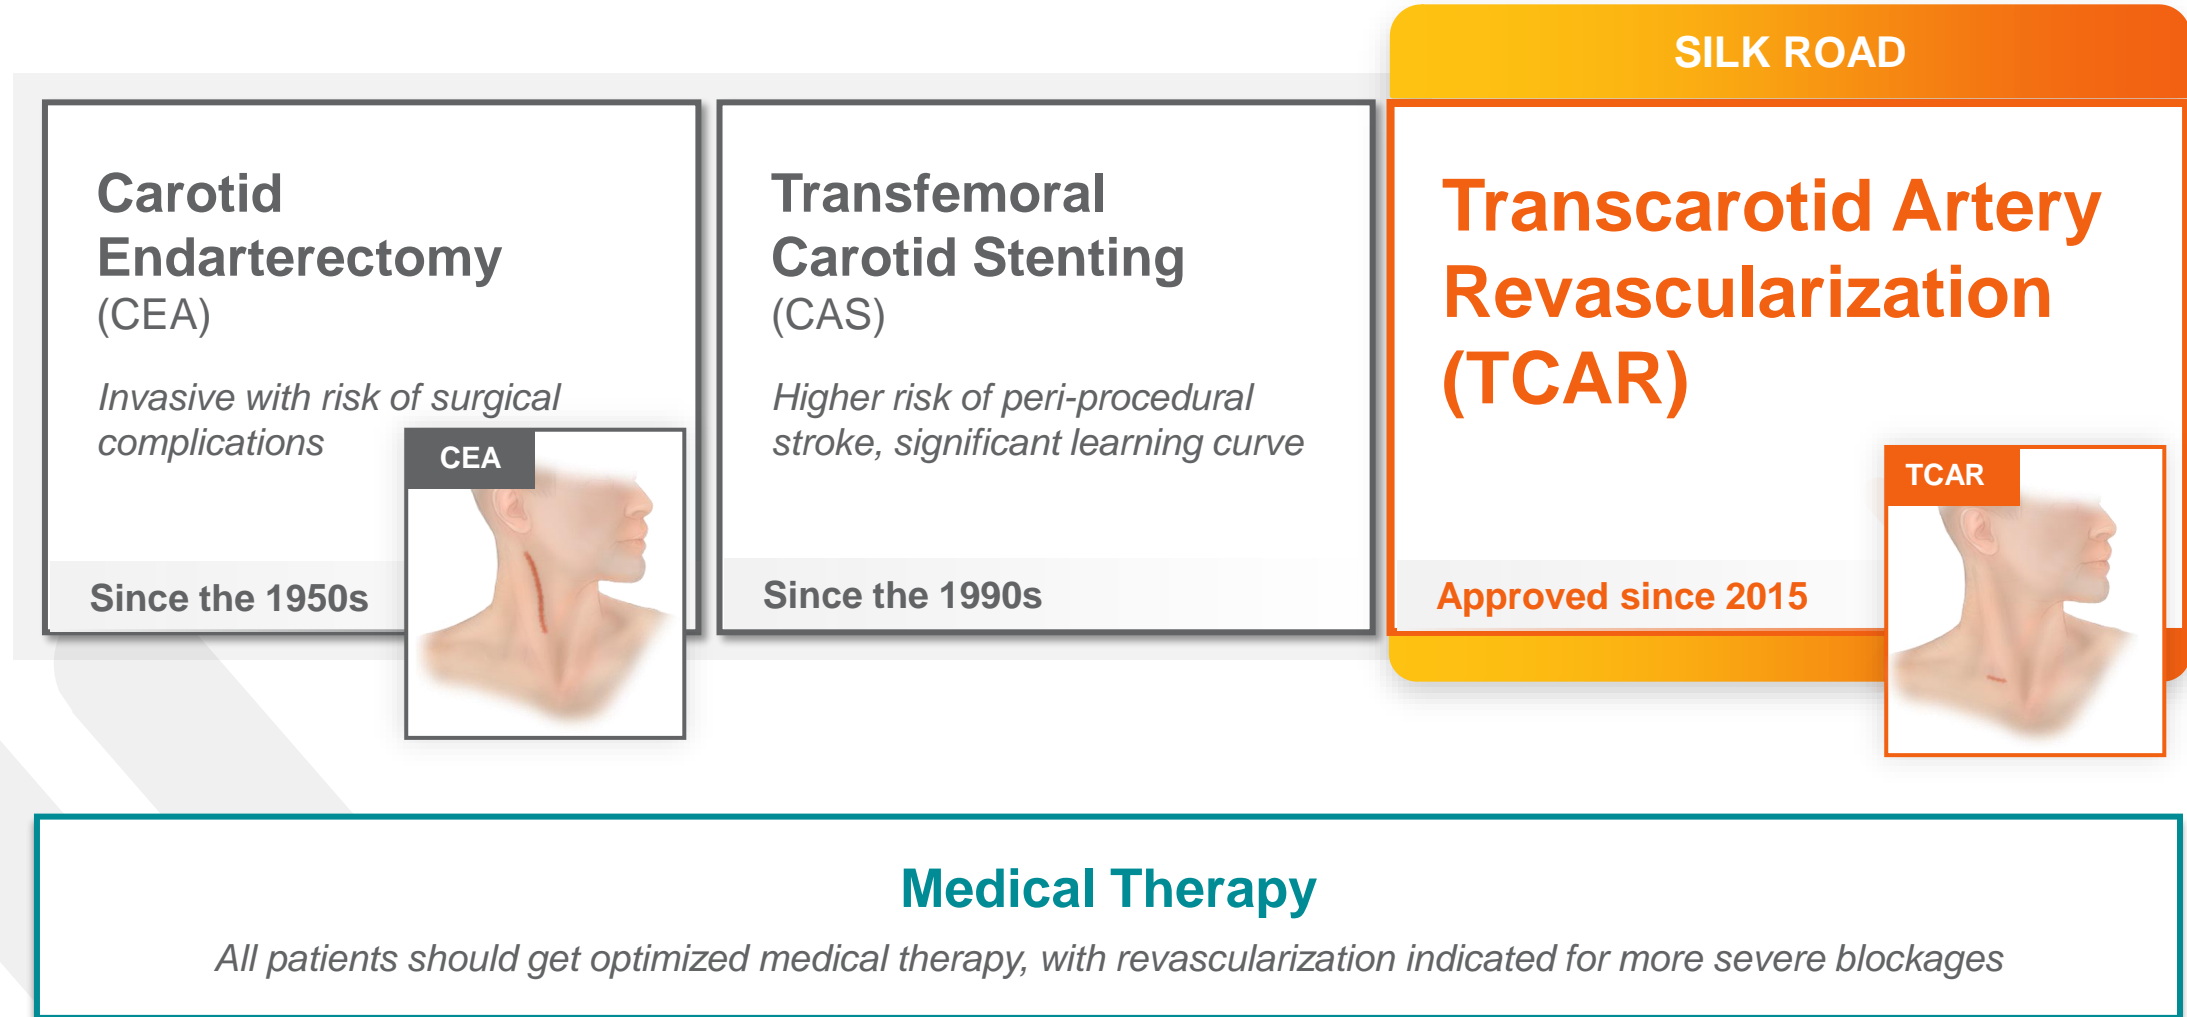 SILK ROAD
Carotid
Endarterectomy
(CEA)
Invasive with risk of surgical
complications
CEA
Since the 1950s
Transfemoral
Carotid Stenting
(CAS)
Higher risk of peri-procedural
stroke, significant learning curve
Since the 1990s
Transcarotid Artery
Revascularization
(TCAR)
TCAR
Approved since 2015
Medical Therapy
All patients should get optimized medical therapy, with revascularization indicated for more severe blockages